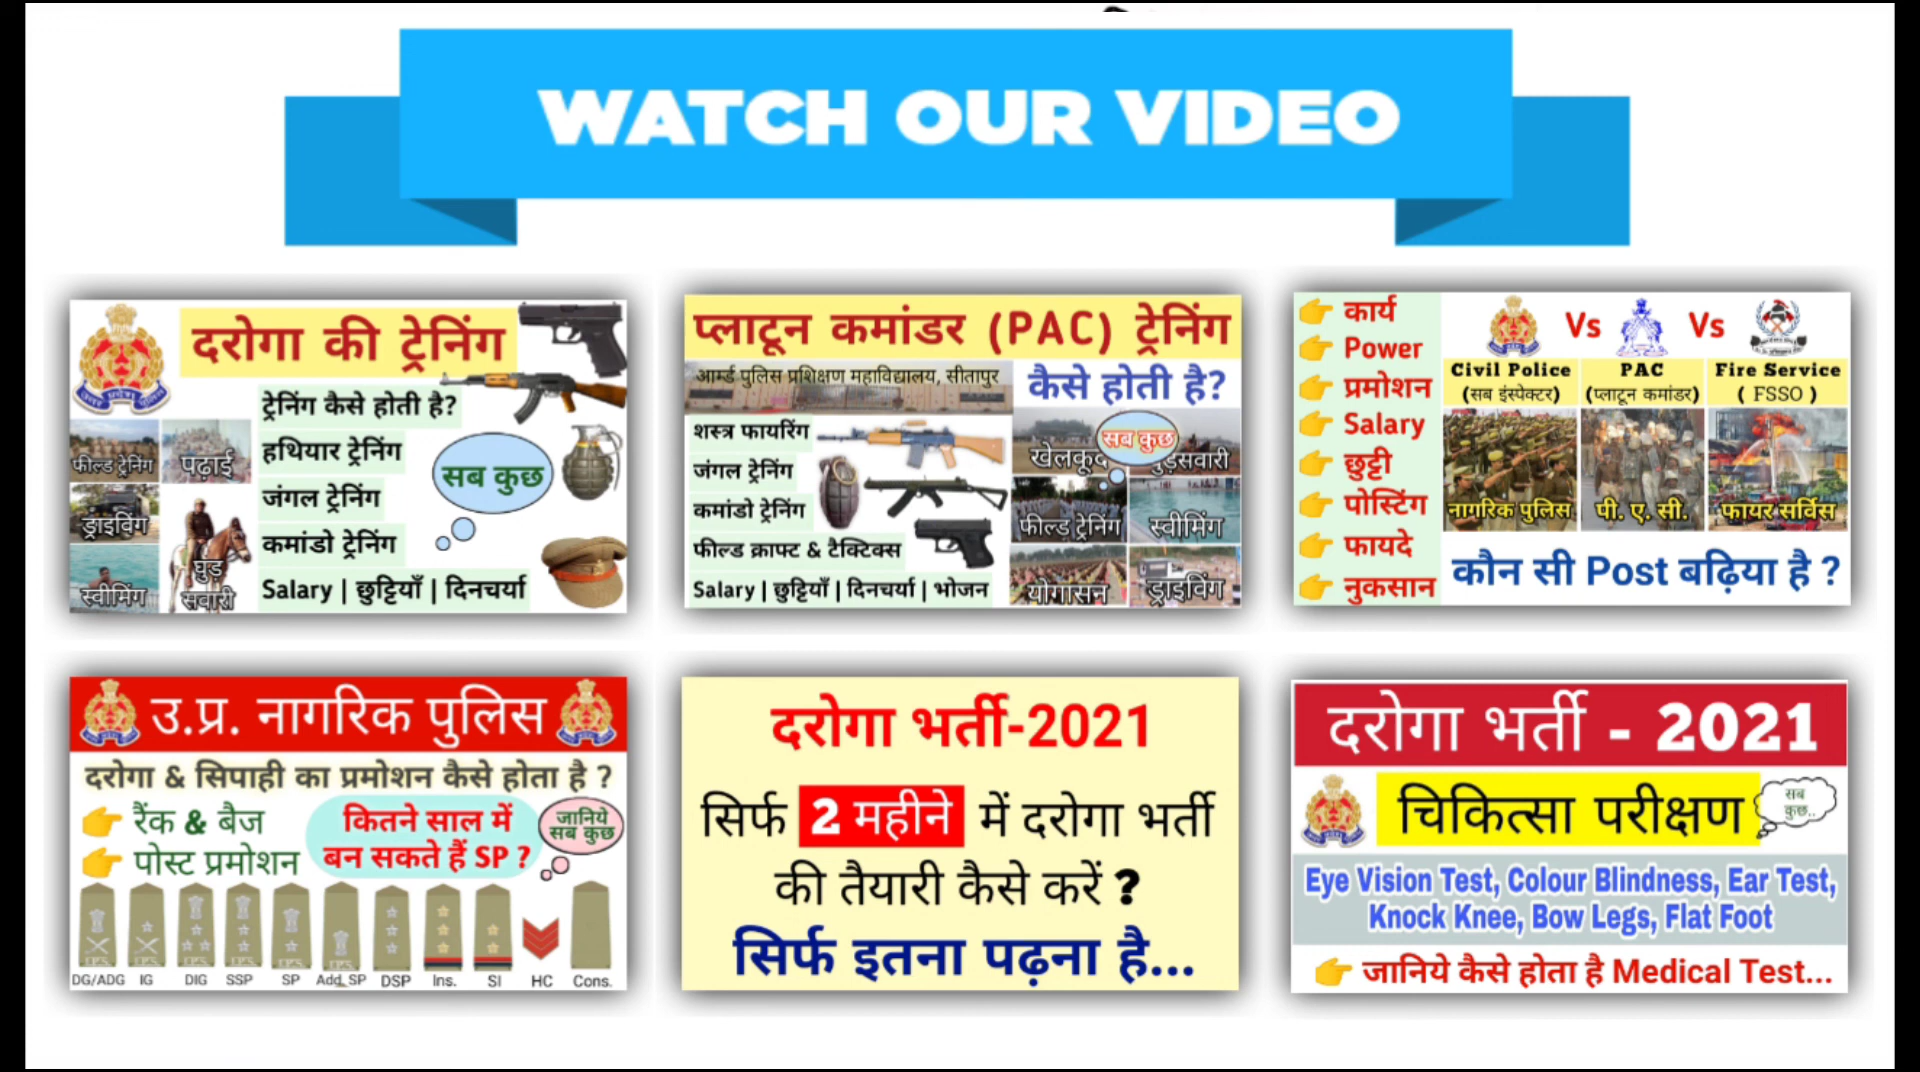 WATCH OUR VIDEO
दरोगा की ट्रेनिंग
ट्रेनिंग कैसे होती है?
हथियार ट्रेनिंग
जंगल ट्रेनिंग
कमांडो ट्रेनिंग
Salary | छुट्टियाँ | दिनचर्या
सब कुछ
फील्ड ट्रेनिंग
पढ़ाई
ड्राइविंग
स्वीमिंग
घुड़
सवारी
प्लाटून कमांडर (PAC) ट्रेनिंग
आर्म्ड पुलिस प्रशिक्षण महाविद्यालय, सीतापुर
कैसे होती है?
शस्त्र फायरिंग
जंगल ट्रेनिंग
कमांडो ट्रेनिंग
फील्ड क्राफ्ट & टैक्टिक्स
Salary | छुट्टियाँ | दिनचर्या | भोजन
सब कुछ
खेलकूद
घुड़सवारी
फील्ड ट्रेनिंग
स्वीमिंग
योगासन
ड्राइविंग
👉 कार्य
👉 Power
👉 प्रमोशन
👉 Salary
👉 छुट्टी
👉 पोस्टिंग
👉 फायदे
👉 नुकसान
Vs Vs
Civil Police
(सब इंस्पेक्टर)
PAC
(प्लाटून कमांडर)
Fire Service
( FSSO )
नागरिक पुलिस
पी. ए. सी.
फायर सर्विस
कौन सी Post बढ़िया है ?
उ.प्र. नागरिक पुलिस
दरोगा & सिपाही का प्रमोशन कैसे होता है ?
👉 रैंक & बैज
👉 पोस्ट प्रमोशन
कितने साल में
बन सकते हैं SP ?
जानिये
सब कुछ
DG/ADG IG DIG SSP SP Add. SP DSP Ins. SI HC Cons.
दरोगा भर्ती-2021
सिर्फ 2 महीने में दरोगा भर्ती
की तैयारी कैसे करें ?
सिर्फ इतना पढ़ना है...
दरोगा भर्ती - 2021
चिकित्सा परीक्षण
सब
कुछ..
Eye Vision Test, Colour Blindness, Ear Test,
Knock Knee, Bow Legs, Flat Foot
👉 जानिये कैसे होता है Medical Test...